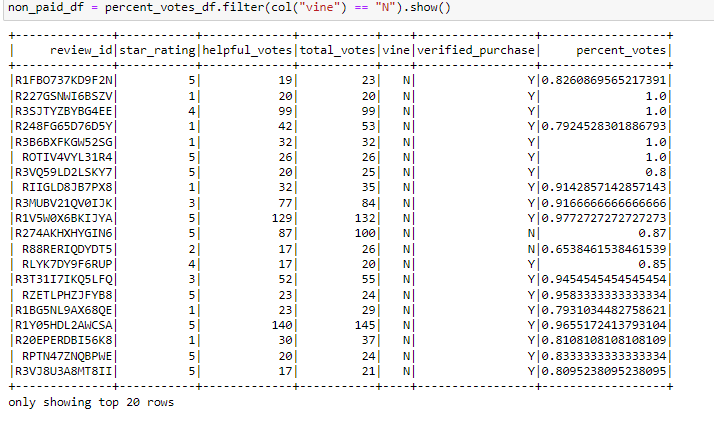 non_paid_df = percent_votes_df.filter(col("vine") == "N").show()
+--------------+-----------+-------------+-----------+----+-----------------+------------------+
|     review_id|star_rating|helpful_votes|total_votes|vine|verified_purchase|     percent_votes|
+--------------+-----------+-------------+-----------+----+-----------------+------------------+
|R1FBO737KD9F2N|          5|           19|         23|   N|                Y|0.8260869565217391|
|R227GSNWI6BSZV|          1|           20|         20|   N|                Y|               1.0|
|R3SJTYZBYBG4EE|          4|           99|         99|   N|                Y|               1.0|
|R248FG65D76D5Y|          1|           42|         53|   N|                Y|0.7924528301886793|
|R3B6BXFKGW52SG|          1|           32|         32|   N|                Y|               1.0|
| ROTIV4VYL31R4|          5|           26|         26|   N|                Y|               1.0|
|R3VQ59LD2LSKY7|          5|           20|         25|   N|                Y|               0.8|
| RIIGLD8JB7PX8|          1|           32|         35|   N|                Y|0.9142857142857143|
|R3MUBV21QV0IJK|          3|           77|         84|   N|                Y|0.9166666666666666|
|R1V5W0X6BKIJYA|          5|          129|        132|   N|                Y|0.9772727272727273|
|R274AKHXHYGIN6|          5|           87|        100|   N|                N|              0.87|
| R88RERIQDYDT5|          2|           17|         26|   N|                N|0.6538461538461539|
| RLYK7DY9F6RUP|          4|           17|         20|   N|                Y|              0.85|
|R3T31I7IKQ5LFQ|          3|           52|         55|   N|                Y|0.9454545454545454|
| RZETLPHZJFYB8|          5|           23|         24|   N|                Y|0.9583333333333334|
|R1BG5NL9AX68QE|          1|           23|         29|   N|                Y|0.7931034482758621|
|R1Y05HDL2AWCSA|          5|          140|        145|   N|                Y|0.9655172413793104|
|R20EPERDBI56K8|          1|           30|         37|   N|                Y|0.8108108108108109|
| RPTN47ZNQBPWE|          5|           20|         24|   N|                Y|0.8333333333333334|
|R3VJ8U3A8MT8II|          5|           17|         21|   N|                Y|0.8095238095238095|
+--------------+-----------+-------------+-----------+----+-----------------+------------------+
only showing top 20 rows